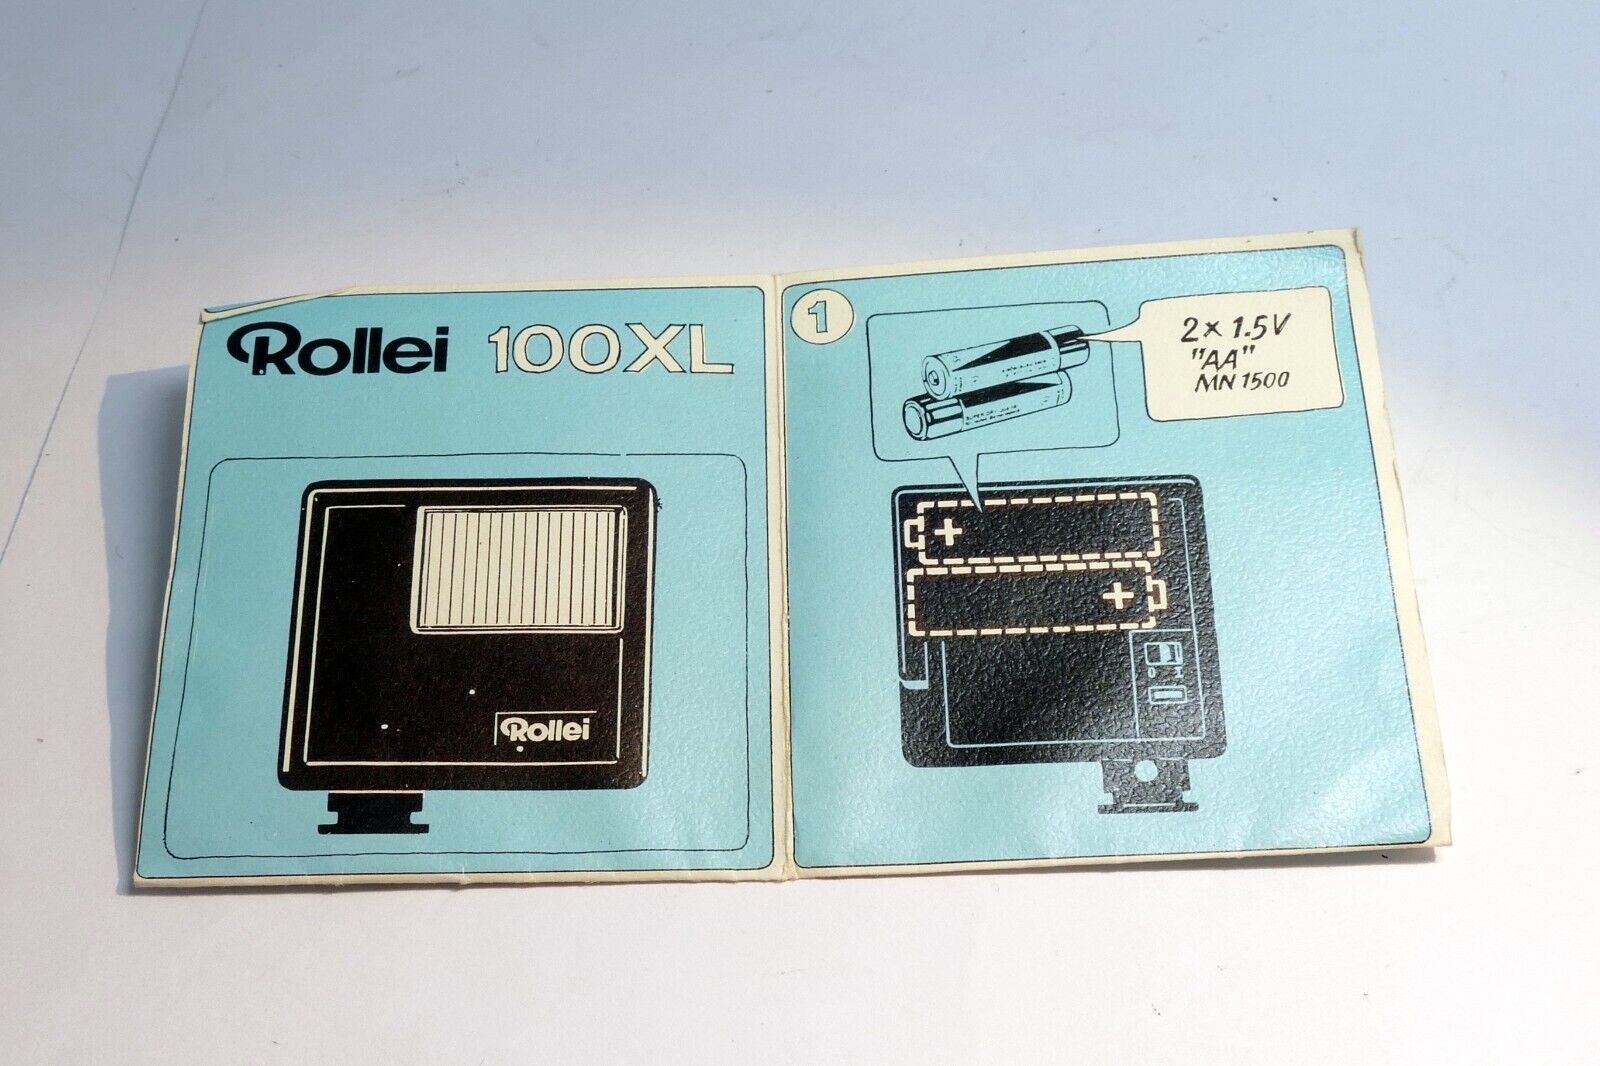 Rollei 100XL
Rollei
1
2 x 1.5V
"AA"
MN 1500
+
+